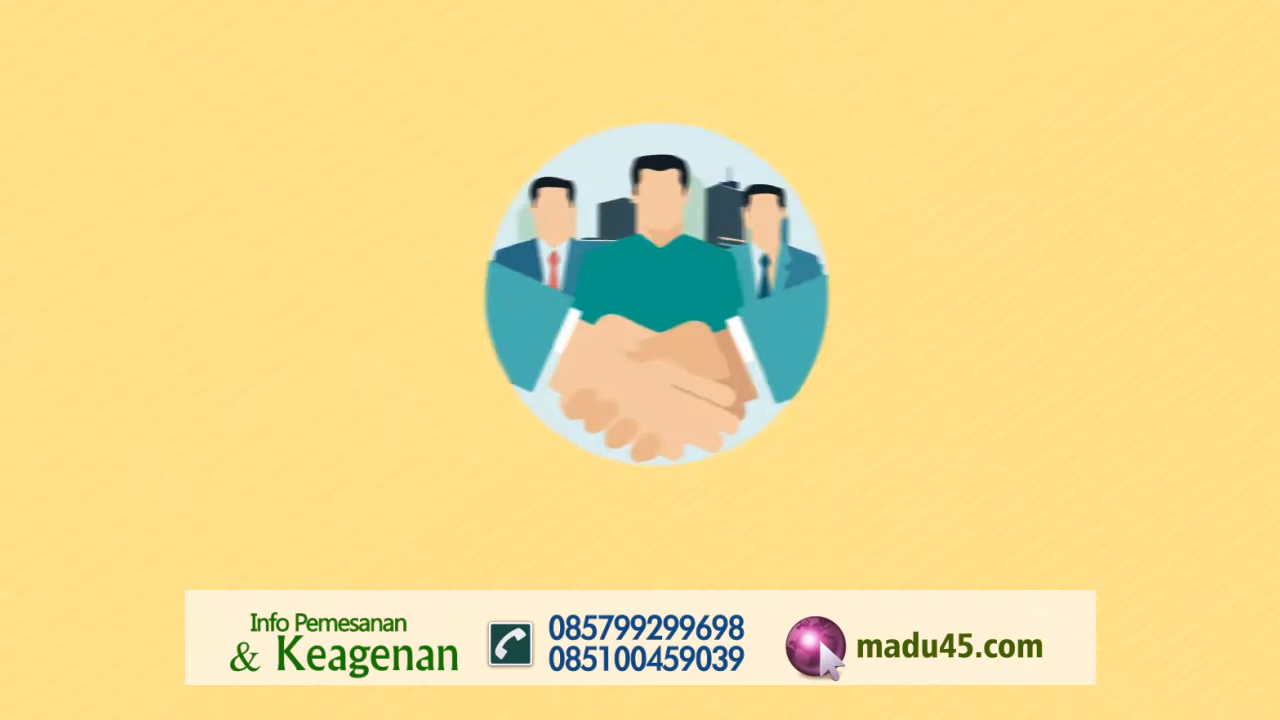 Info Pemesanan
& Keagenan
085799299698
085100459039
madu45.com